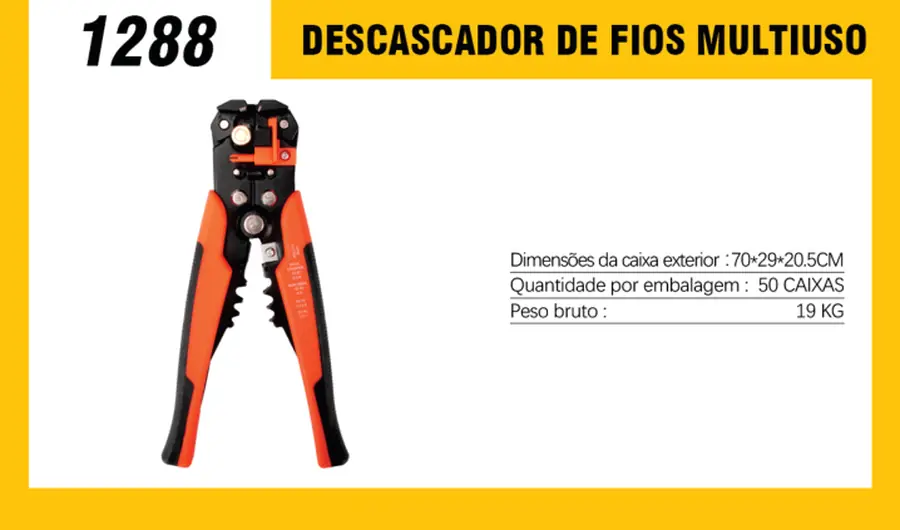 1288
DESCASCADOR DE FIOS MULTIUSO
Dimensões da caixa exterior :70*29*20.5CM
Quantidade por embalagem : 50 CAIXAS
Peso bruto : 19 KG